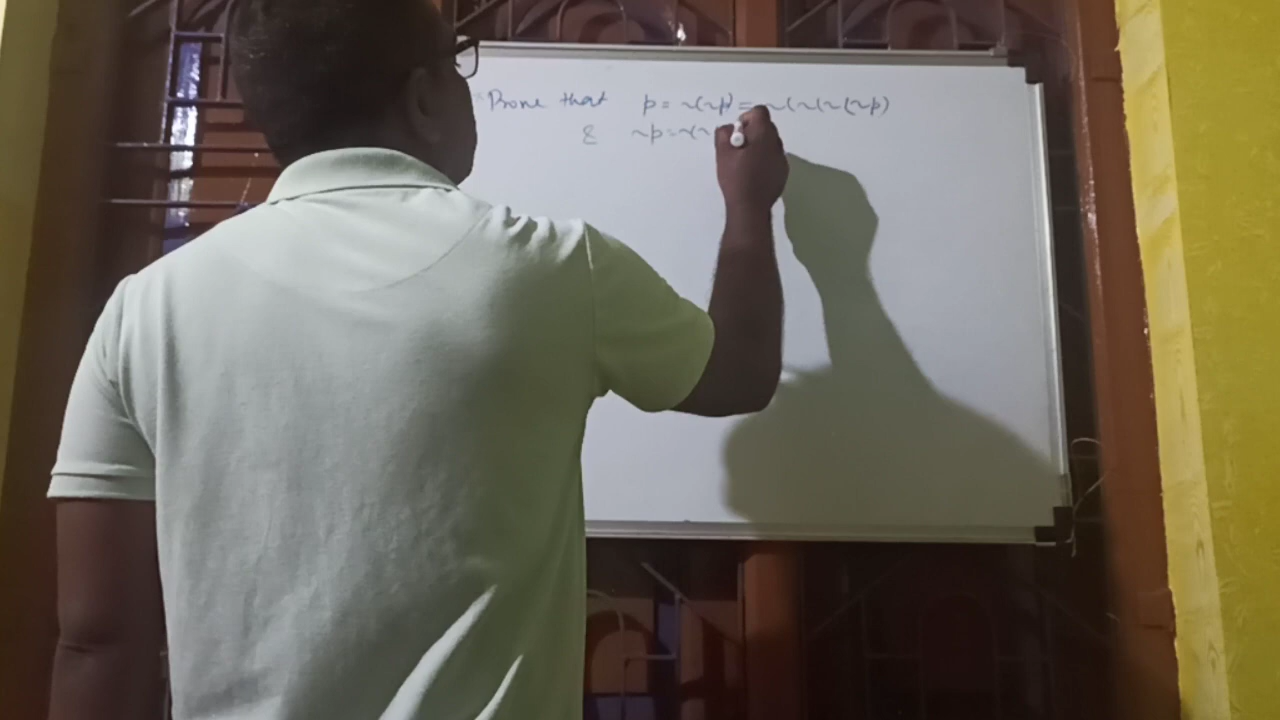 Prove that p = ~(~p) = ~(~(~(~p)
& ~p = ~(~